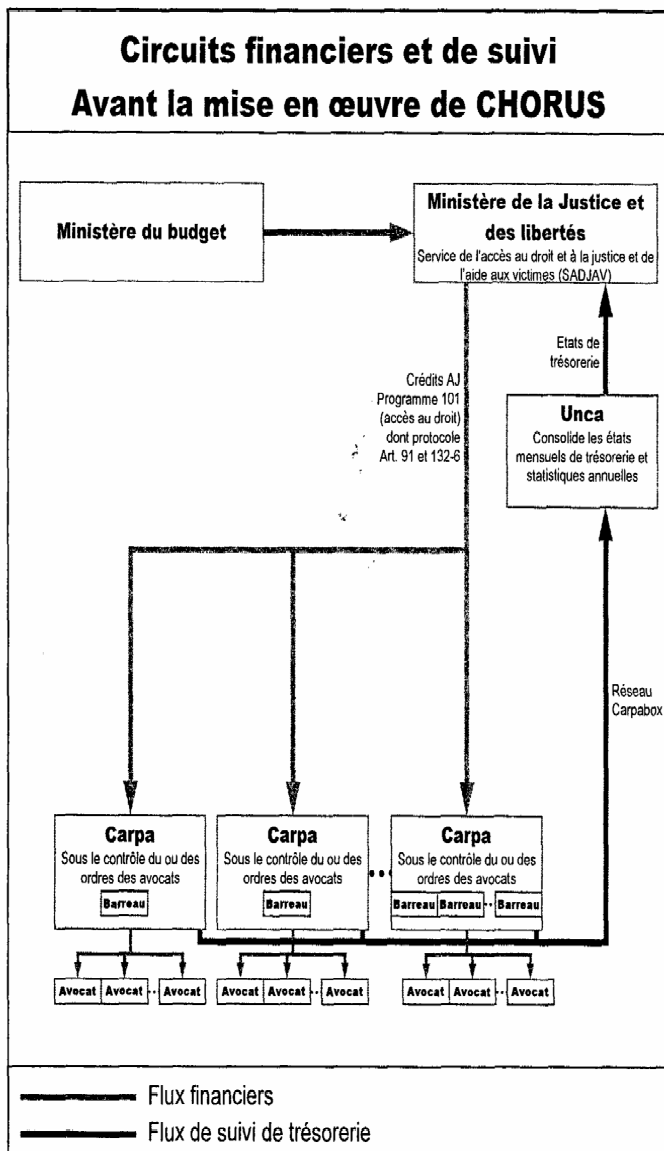 Circuits financiers et de suivi
Avant la mise en œuvre de CHORUS
Ministère du budget
Ministère de la Justice et
des libertés
Service de l'accès au droit et à la justice et de
l'aide aux victimes (SADJAV)
Etats de
trésorerie
Crédits AJ
Programme 101
(accès au droit)
dont protocole
Art. 91 et 132-6
Unca
Consolide les états
mensuels de trésorerie et
statistiques annuelles
Réseau
Carpabox
Carpa
Sous le contrôle du ou des
ordres des avocats
Barreau
Carpa
Sous le contrôle du ou des
ordres des avocats
Barreau
...
Carpa
Sous le contrôle du ou des
ordres des avocats
Barreau Barreau ·· Barreau
Avocat Avocat ·· Avocat
Avocat Avocat ·· Avocat
Avocat Avocat ·· Avocat
Flux financiers
Flux de suivi de trésorerie